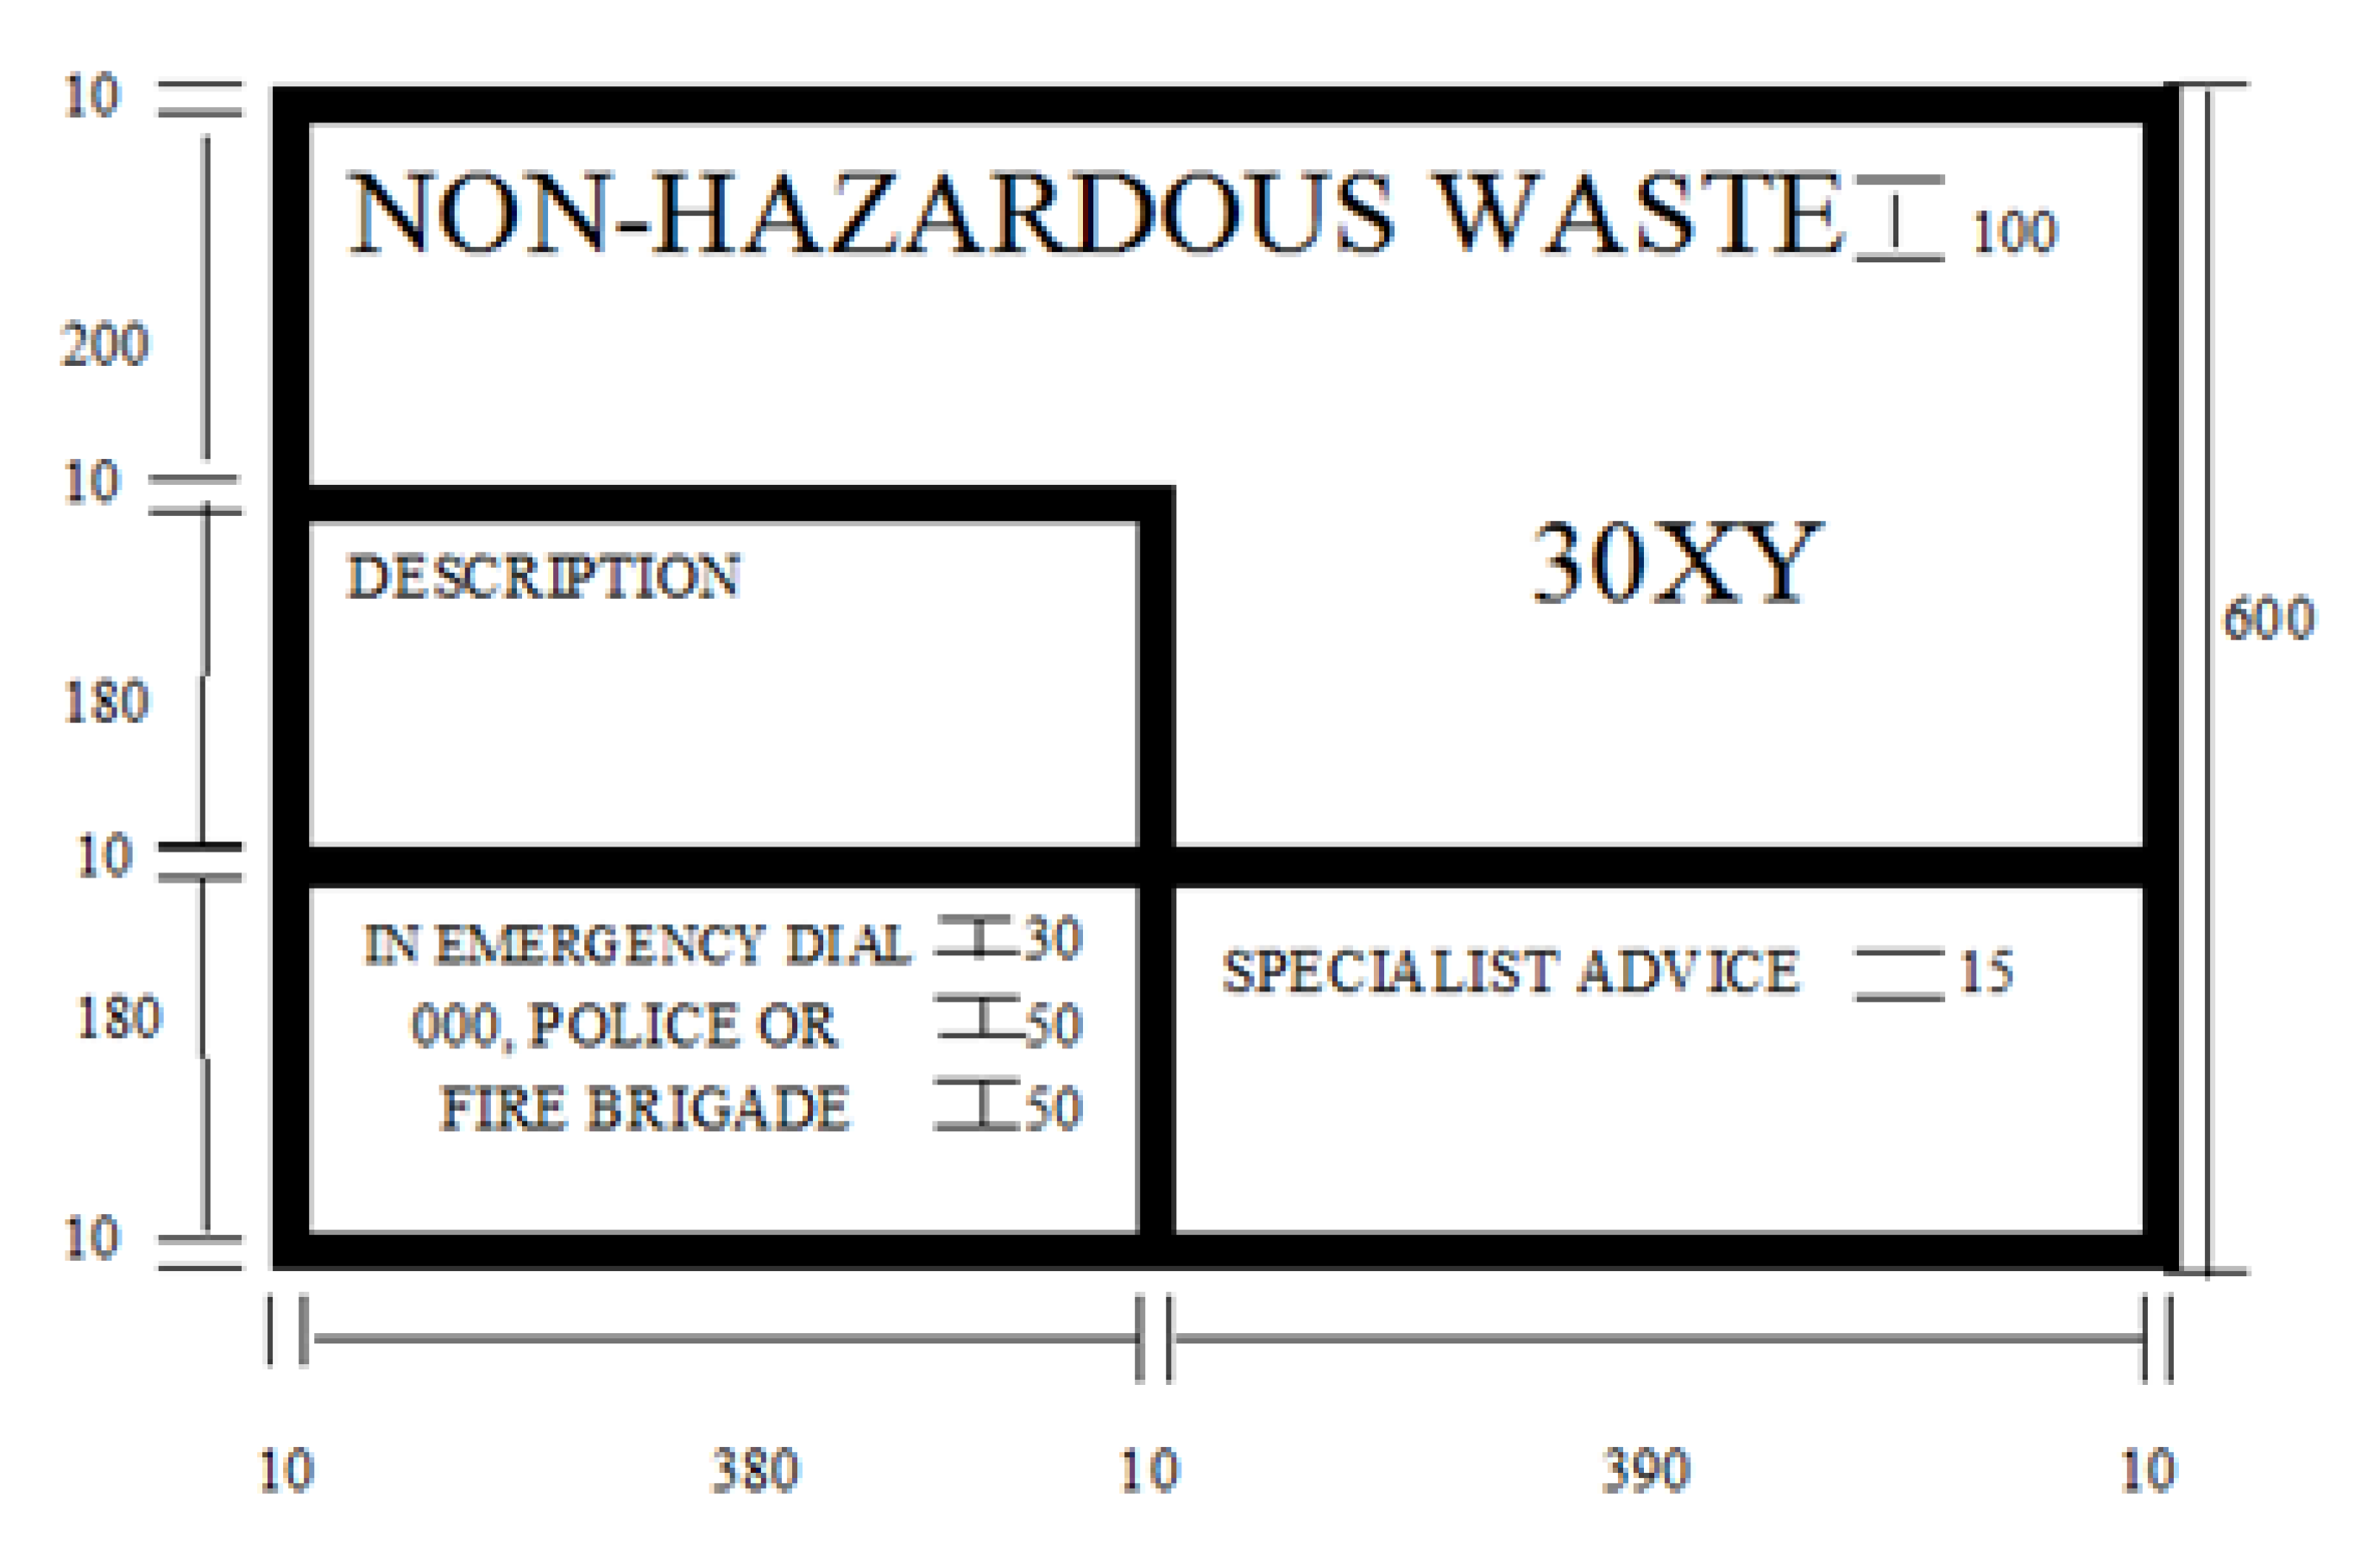 10
NON-HAZARDOUS WASTE 100
200
10
30XY
DESCRIPTION
600
180
10
IN EMERGENCY DIAL 30
SPECIALIST ADVICE 15
180
000, POLICE OR 50
FIRE BRIGADE 50
10
10 380 10 390 10